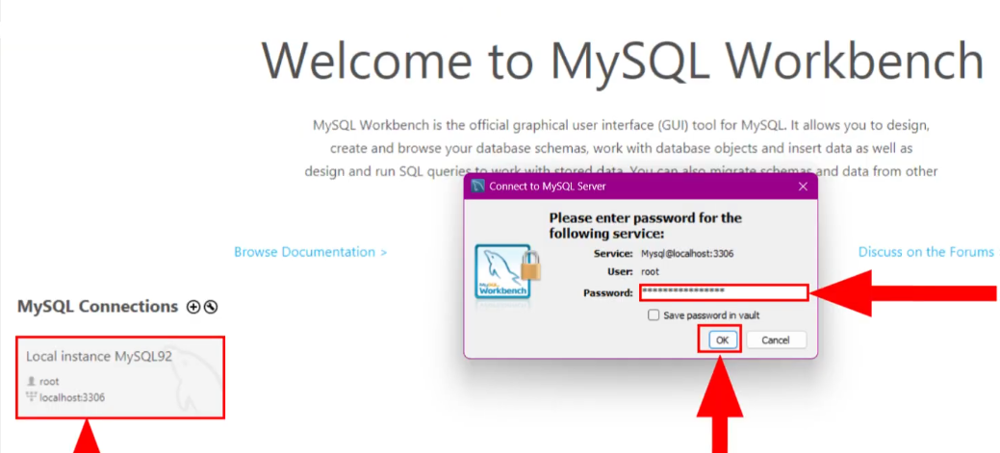 Welcome to MySQL Workbench
MySQL Workbench is the official graphical user interface (GUI) tool for MySQL. It allows you to design,
create and browse your database schemas, work with database objects and insert data as well as
design and run SQL queries to work with stored data. You can also migrate schemas and data from other
Connect to MySQL Server
Please enter password for the
following service:
Service: Mysql@localhost:3306
User: root
Password: ****************
Save password in vault
OK Cancel
MySQL Workbench
Browse Documentation >
Discuss on the Forums
MySQL Connections
Local instance MySQL92
root
localhost:3306